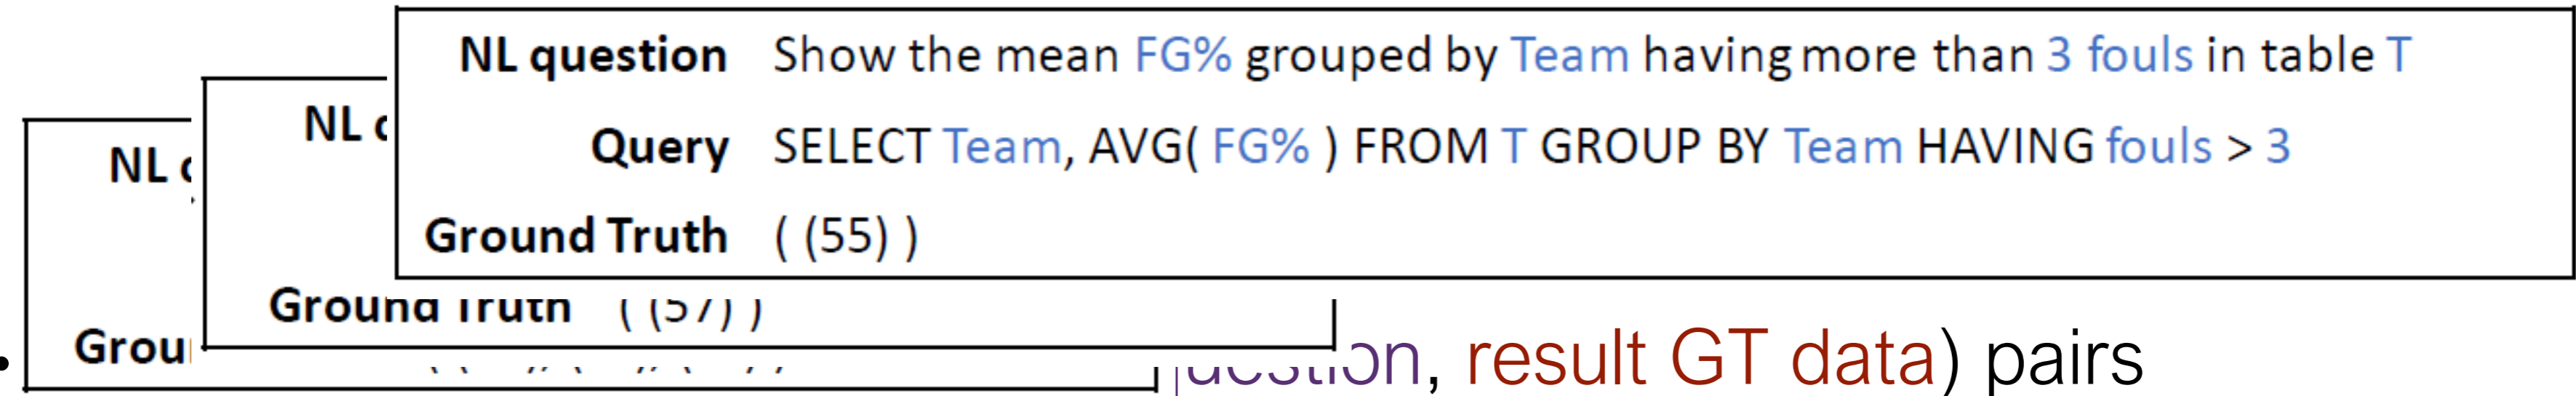 NL question Show the mean FG% grouped by Team having more than 3 fouls in table T
Query SELECT Team, AVG( FG% ) FROM T GROUP BY Team HAVING fouls > 3
Ground Truth ( (55) )
NL
Ground Truth ( (57) )
NL
• , result GT data) pairs